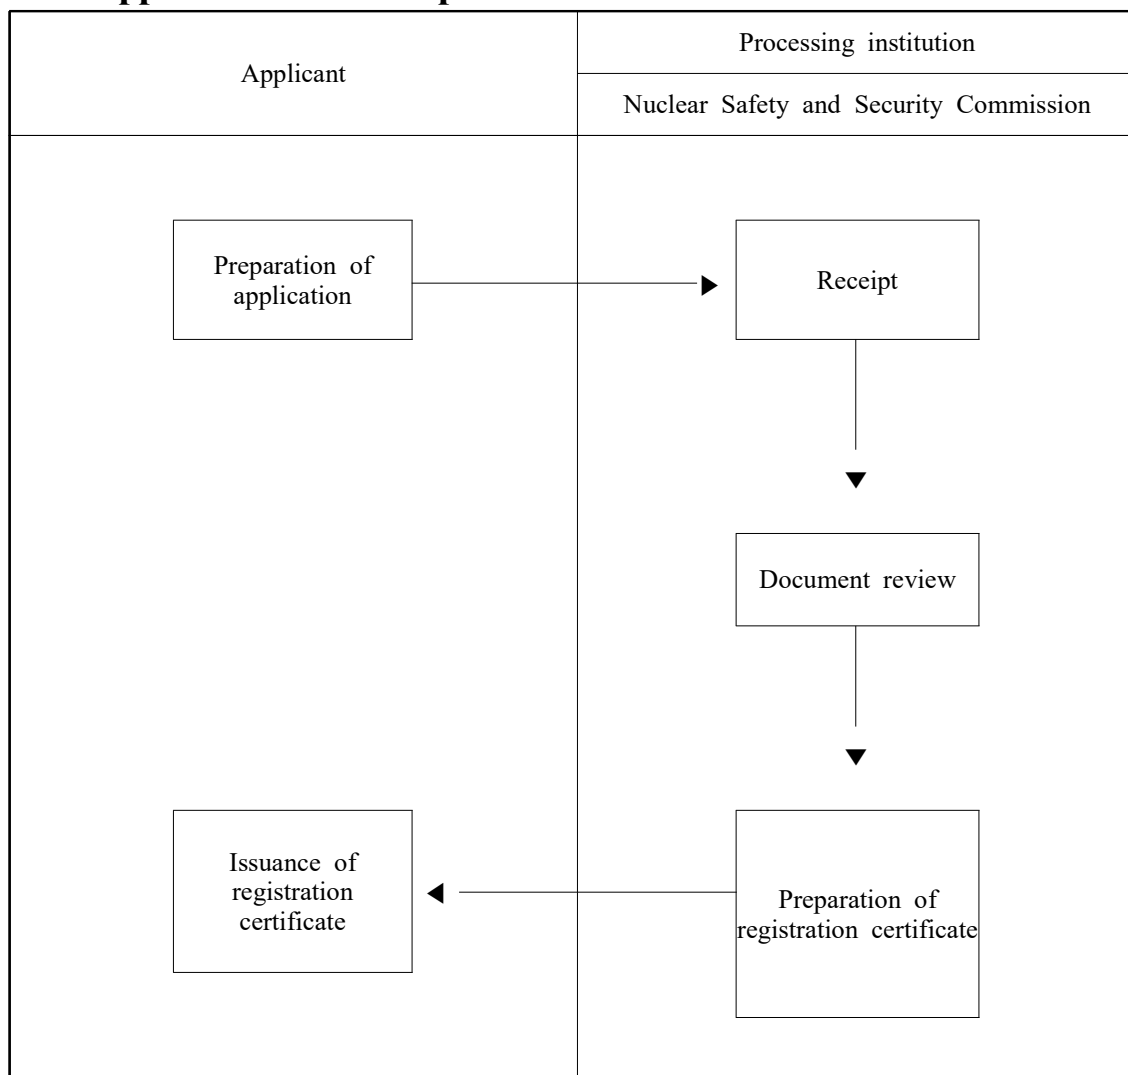 Applicant
Processing institution
Nuclear Safety and Security Commission
Preparation of
application
Receipt
Document review
Issuance of
registration
certificate
Preparation of
registration certificate